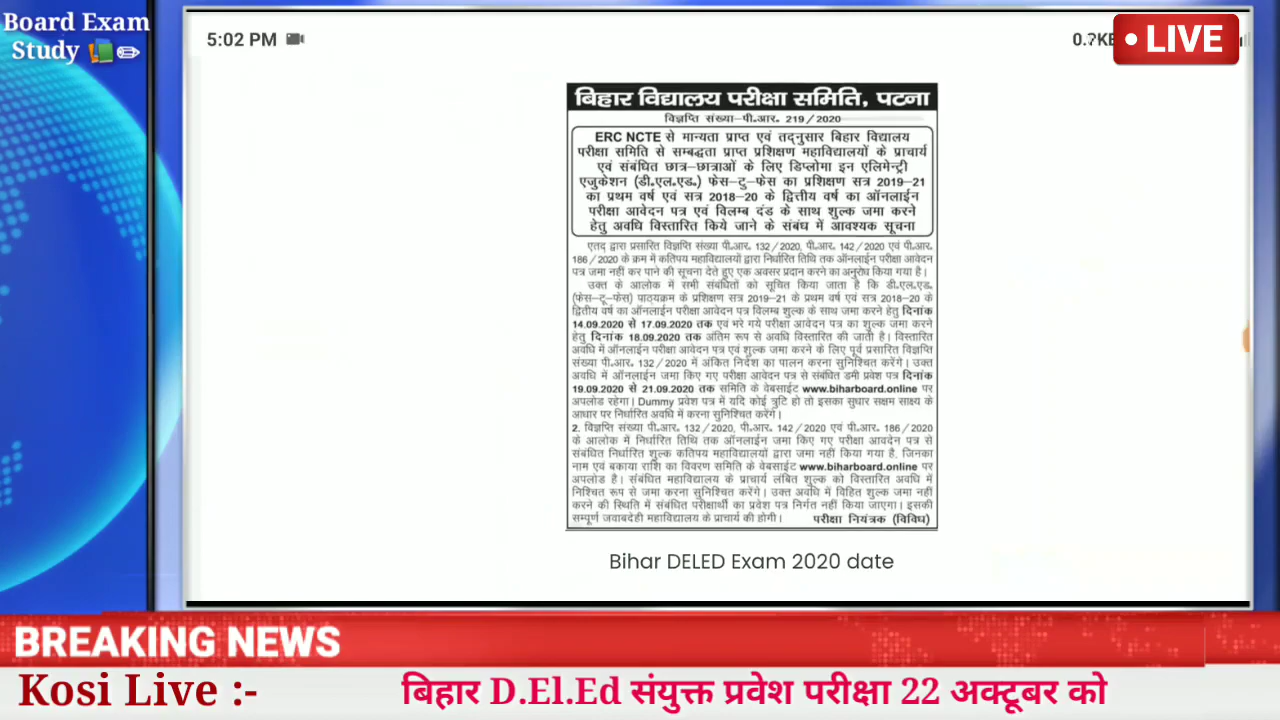 Board Exam
Study
5:02 PM
LIVE
बिहार विद्यालय परीक्षा समिति, पटना
विज्ञप्ति संख्या-पी.आर. 219/2020
ERC NCTE से मान्यता प्राप्त एवं तद्नुसार बिहार विद्यालय
परीक्षा समिति से सम्बद्धता प्राप्त प्रशिक्षण महाविद्यालयों के प्राचार्य
एवं संबंधित छात्र-छात्राओं के लिए डिप्लोमा इन एलिमेन्ट्री
एजुकेशन (डी.एल.एड.) फेस-टु-फेस का प्रशिक्षण सत्र 2019-21
का प्रथम वर्ष एवं सत्र 2018-20 के द्वितीय वर्ष का ऑनलाईन
परीक्षा आवेदन पत्र एवं विलम्ब दंड के साथ शुल्क जमा करने
हेतु अवधि विस्तारित किये जाने के संबंध में आवश्यक सूचना
एतद् द्वारा प्रसारित विज्ञप्ति संख्या पी.आर. 132/2020, पी.आर. 142/2020 एवं पी.आर.
186/2020 के क्रम में कतिपय महाविद्यालयों द्वारा निर्धारित तिथि तक ऑनलाईन परीक्षा आवेदन
पत्र जमा नहीं कर पाने की सूचना देते हुए एक अवसर प्रदान करने का अनुरोध किया गया है।
उक्त के आलोक में सभी संबंधितों को सूचित किया जाता है कि डी.एल.एड.
(फेस-टू-फेस) पाठ्यक्रम के प्रशिक्षण सत्र 2019-21 के प्रथम वर्ष एवं सत्र 2018-20 के
द्वितीय वर्ष का ऑनलाईन परीक्षा आवेदन पत्र विलम्ब शुल्क के साथ जमा करने हेतु दिनांक
14.09.2020 से 17.09.2020 तक एवं भरे गये परीक्षा आवेदन पत्र का शुल्क जमा करने
हेतु दिनांक 18.09.2020 तक अंतिम रूप से अवधि विस्तारित की जाती है। विस्तारित
अवधि में ऑनलाईन परीक्षा आवेदन पत्र एवं शुल्क जमा करने के लिए पूर्व प्रसारित विज्ञप्ति
संख्या पी.आर. 132/2020 में अंकित निदेश का पालन करना सुनिश्चित करेंगे। उक्त
अवधि में ऑनलाईन जमा किए गए परीक्षा आवेदन पत्र से संबंधित डमी प्रवेश पत्र दिनांक
19.09.2020 से 21.09.2020 तक समिति के वेबसाईट www.biharboard.online पर
अपलोड रहेगा। Dummy प्रवेश पत्र में यदि कोई त्रुटि हो तो इसका सुधार सक्षम साक्ष्य के
आधार पर निर्धारित अवधि में करना सुनिश्चित करेंगे।
2. विज्ञप्ति संख्या पी.आर. 132/2020, पी.आर. 142/2020 एवं पी.आर. 186/2020
के आलोक में निर्धारित तिथि तक ऑनलाईन जमा किए गए परीक्षा आवदेन पत्र से
संबंधित निर्धारित शुल्क कतिपय महाविद्यालयों द्वारा जमा नहीं किया गया है, जिनका
नाम एवं बकाया राशि का विवरण समिति के वेबसाईट www.biharboard.online पर
अपलोड है। संबंधित महाविद्यालय के प्राचार्य लंबित शुल्क को विस्तारित अवधि में
निश्चित रूप से जमा करना सुनिश्चित करेंगे। उक्त अवधि में विहित शुल्क जमा नहीं
करने की स्थिति में संबंधित परीक्षार्थी का प्रवेश पत्र निर्गत नहीं किया जाएगा। इसकी
सम्पूर्ण जवाबदेही महाविद्यालय के प्राचार्य की होगी। परीक्षा नियंत्रक (विविध)
Bihar DELED Exam 2020 date
BREAKING NEWS
Kosi Live :- बिहार D.El.Ed संयुक्त प्रवेश परीक्षा 22 अक्टूबर को